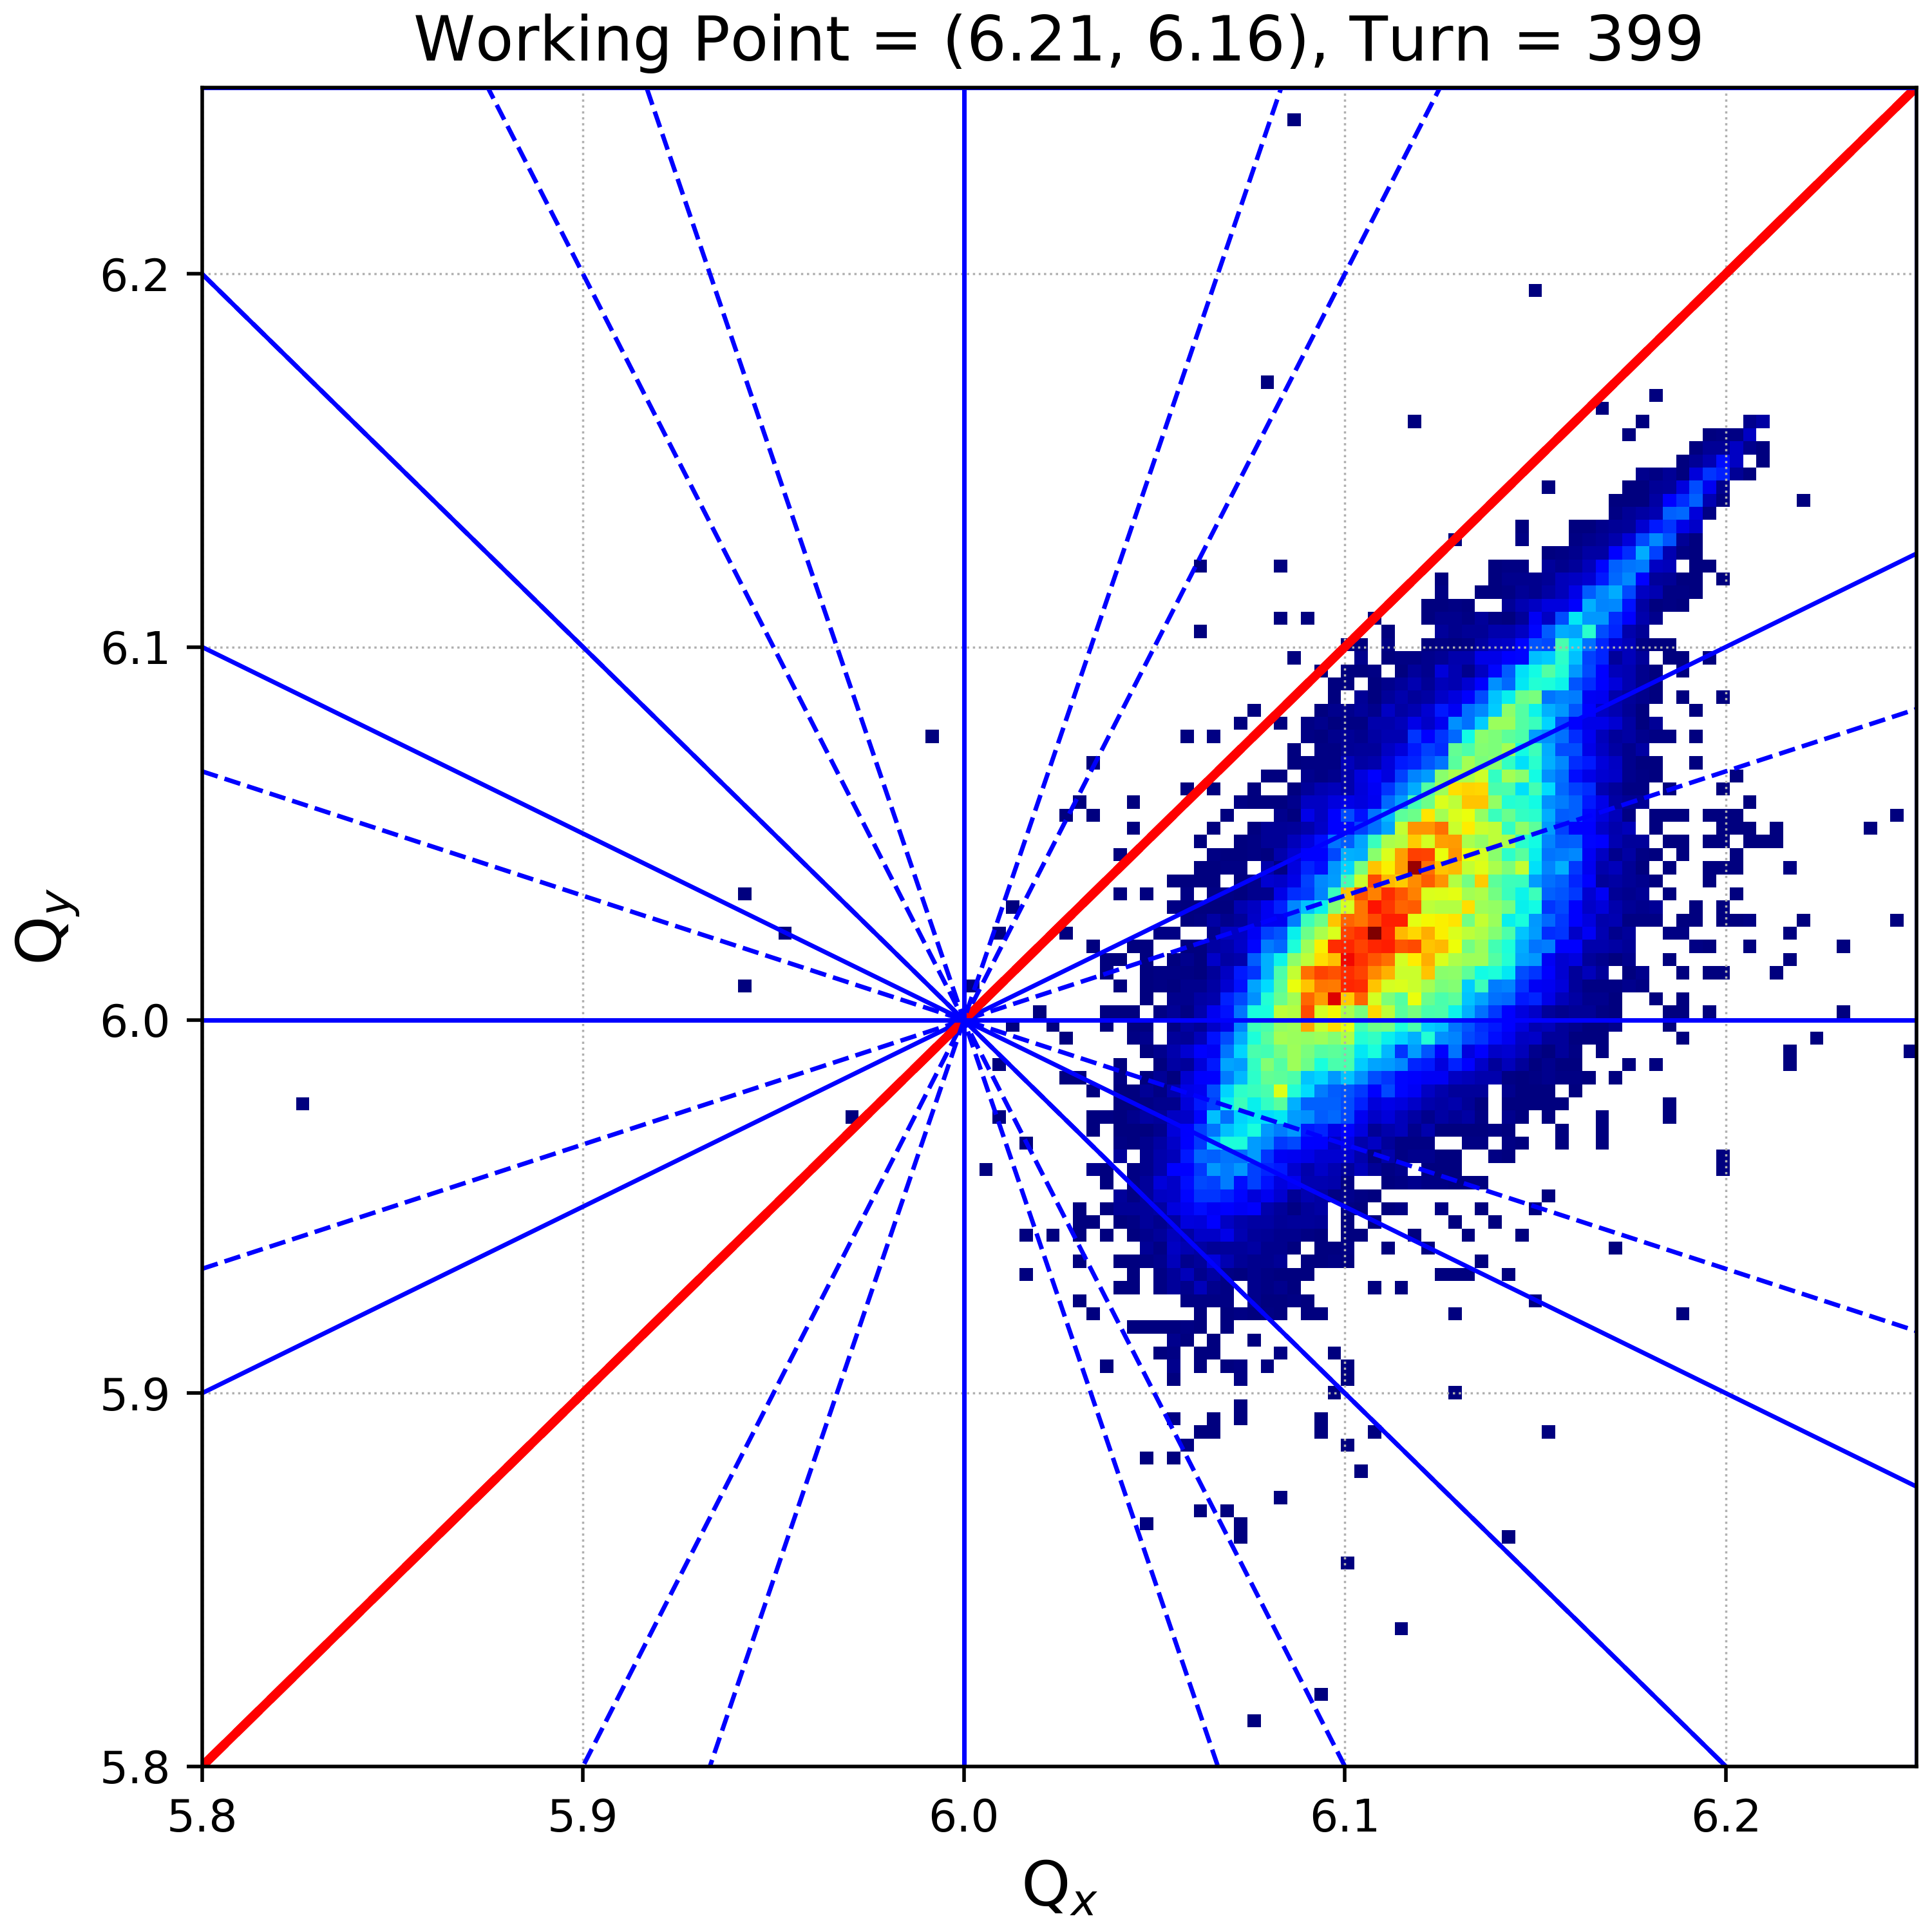 Working Point = (6.21, 6.16), Turn = 399
6.2
6.1
6.0
5.9
5.8
Qy
5.8 5.9 6.0 6.1 6.2
Qx